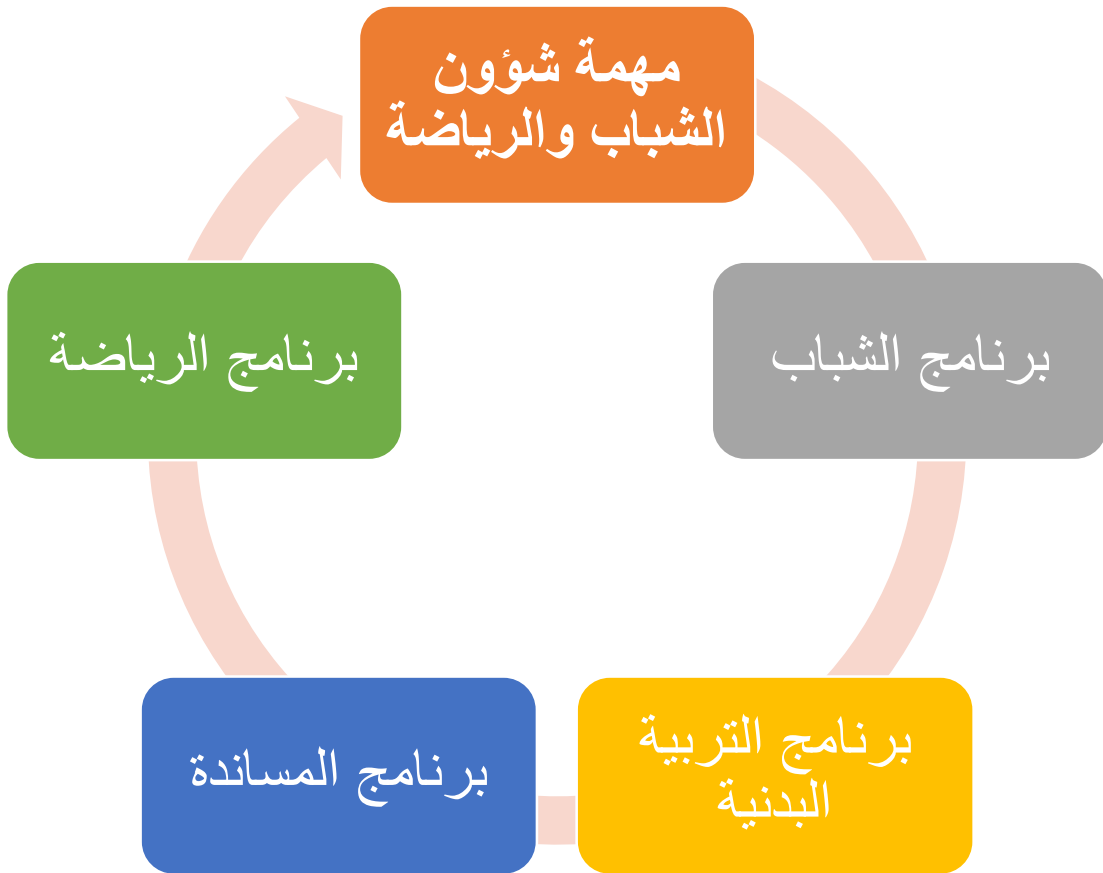 مهمة شؤون
الشباب والرياضة
برنامج الشباب
برنامج التربية
البدنية
برنامج المساندة
برنامج الرياضة